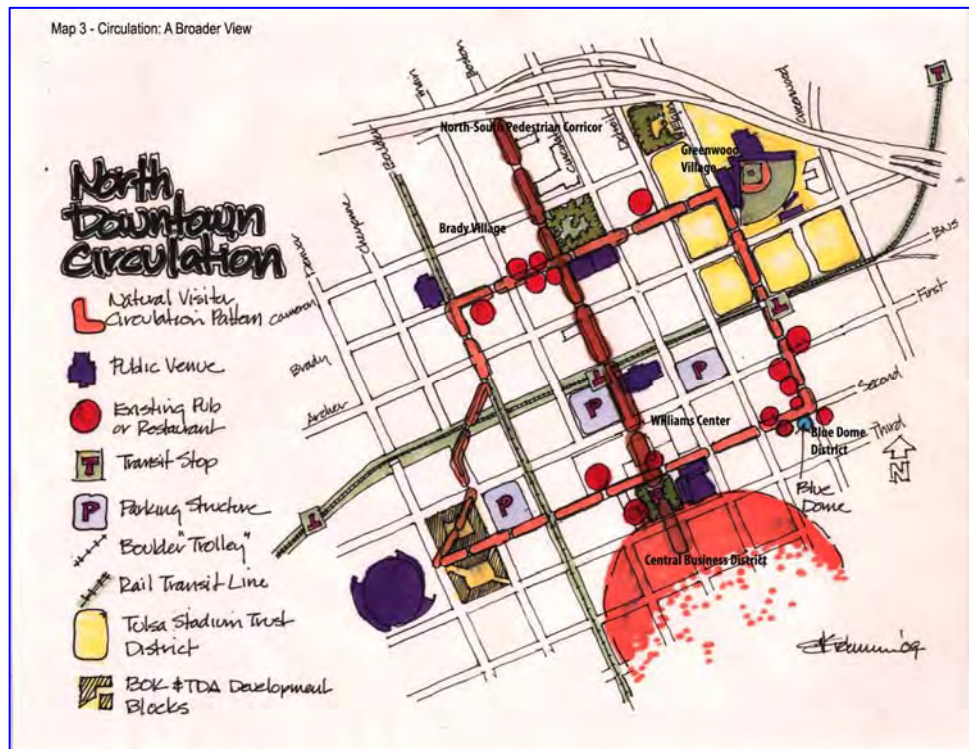 Map 3 - Circulation: A Broader View
North
Downtown
Circulation
Natural Visitor
Circulation Pattern
Public Venue
Existing Pub
or Restaurant
T
Transit Stop
P
Parking Structure
Boulder "Trolley"
Rail Transit Line
Tulsa Stadium Trust
District
BOK & TDA Development
Blocks
Denver
Cheyenne
Boulder
Main
Boston
Detroit
Greenwood
Cameron
Brady
Archer
BNSF
First
Second
Third
North-South Pedestrian Corricor
Greenwood
Village
Brady Village
Williams Center
Blue Dome
District
Blue
Dome
Central Business District
N
T
T
T
T
P
P
P